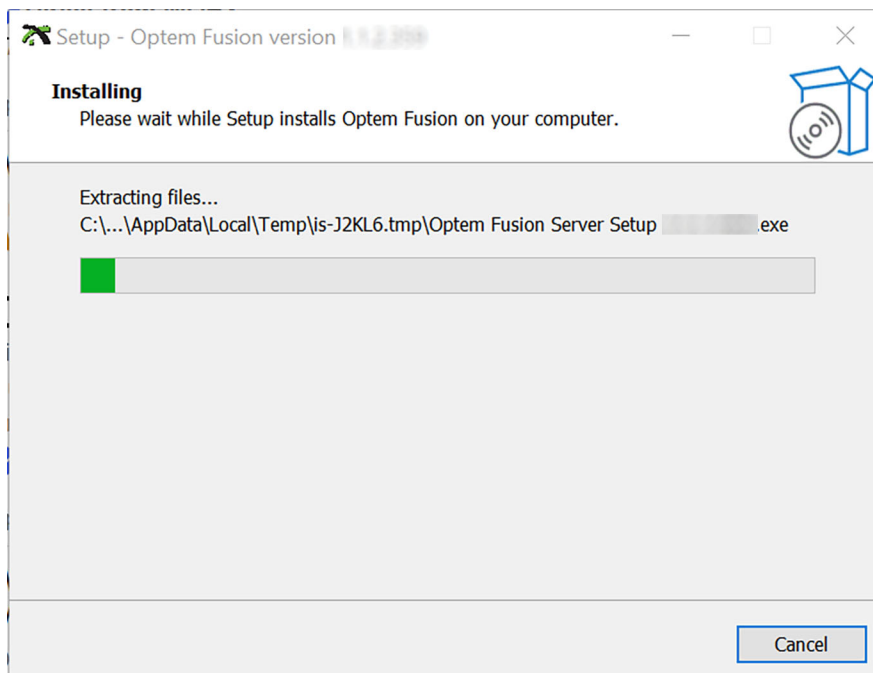 Setup - Optem Fusion version
Installing
Please wait while Setup installs Optem Fusion on your computer.
Extracting files...
C:\...\AppData\Local\Temp\is-J2KL6.tmp\Optem Fusion Server Setup .exe
Cancel